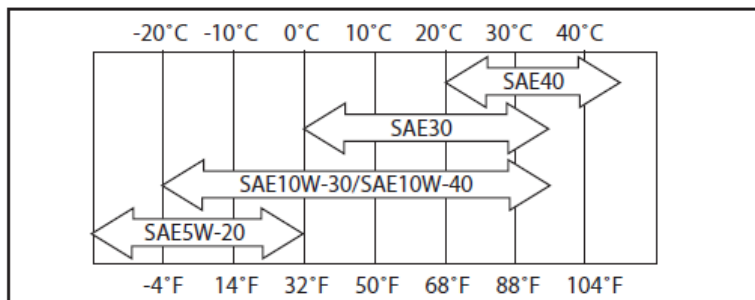 -20˚C -10˚C 0˚C 10˚C 20˚C 30˚C 40˚C
SAE40
SAE30
SAE10W-30/SAE10W-40
SAE5W-20
-4˚F 14˚F 32˚F 50˚F 68˚F 88˚F 104˚F